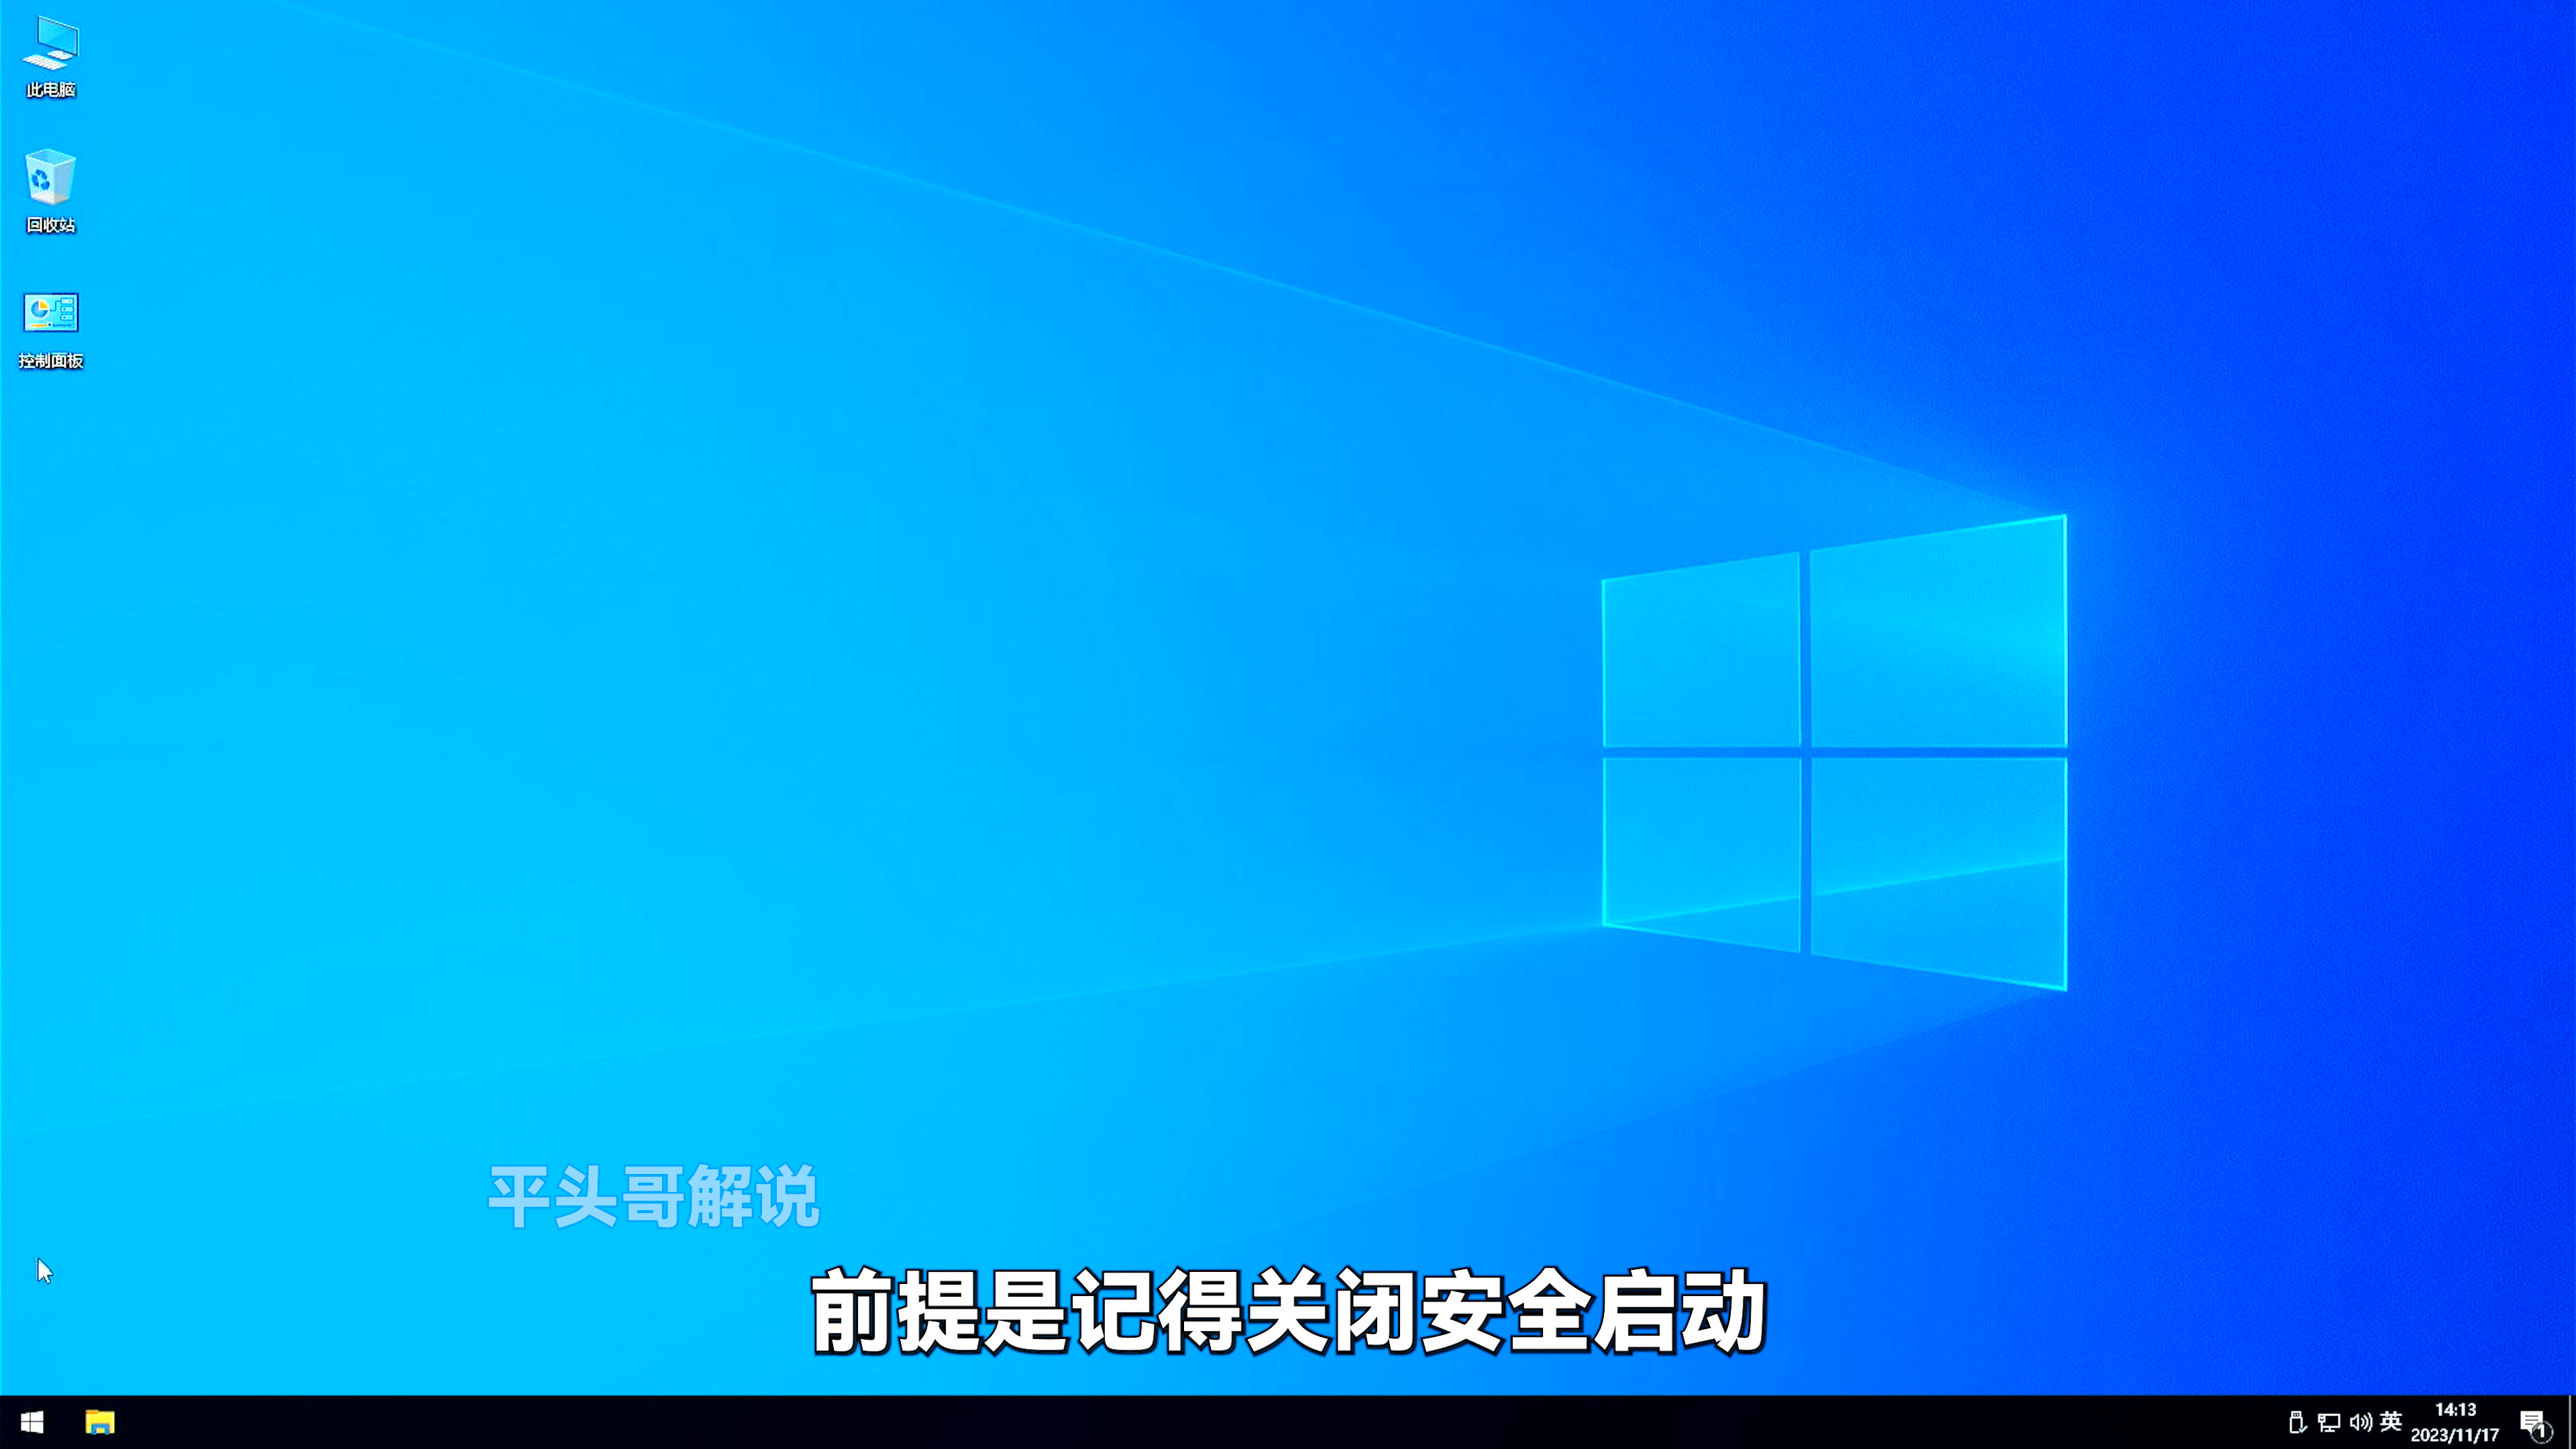 此电脑
回收站
控制面板
平头哥解说
前提是记得关闭安全启动
英
14:13
2023/11/17
1